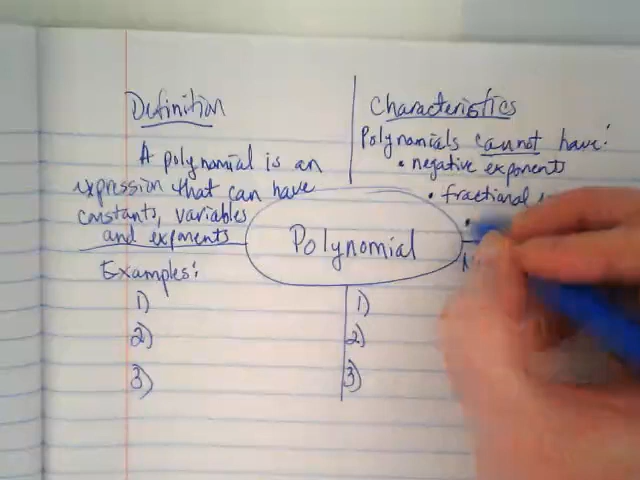 Definition
A polynomial is an
expression that can have
constants, variables
and exponents
Characteristics
Polynomials cannot have:
• negative exponents
• fractional
•
Polynomial
Examples:
1)
2)
3)
1)
2)
3)